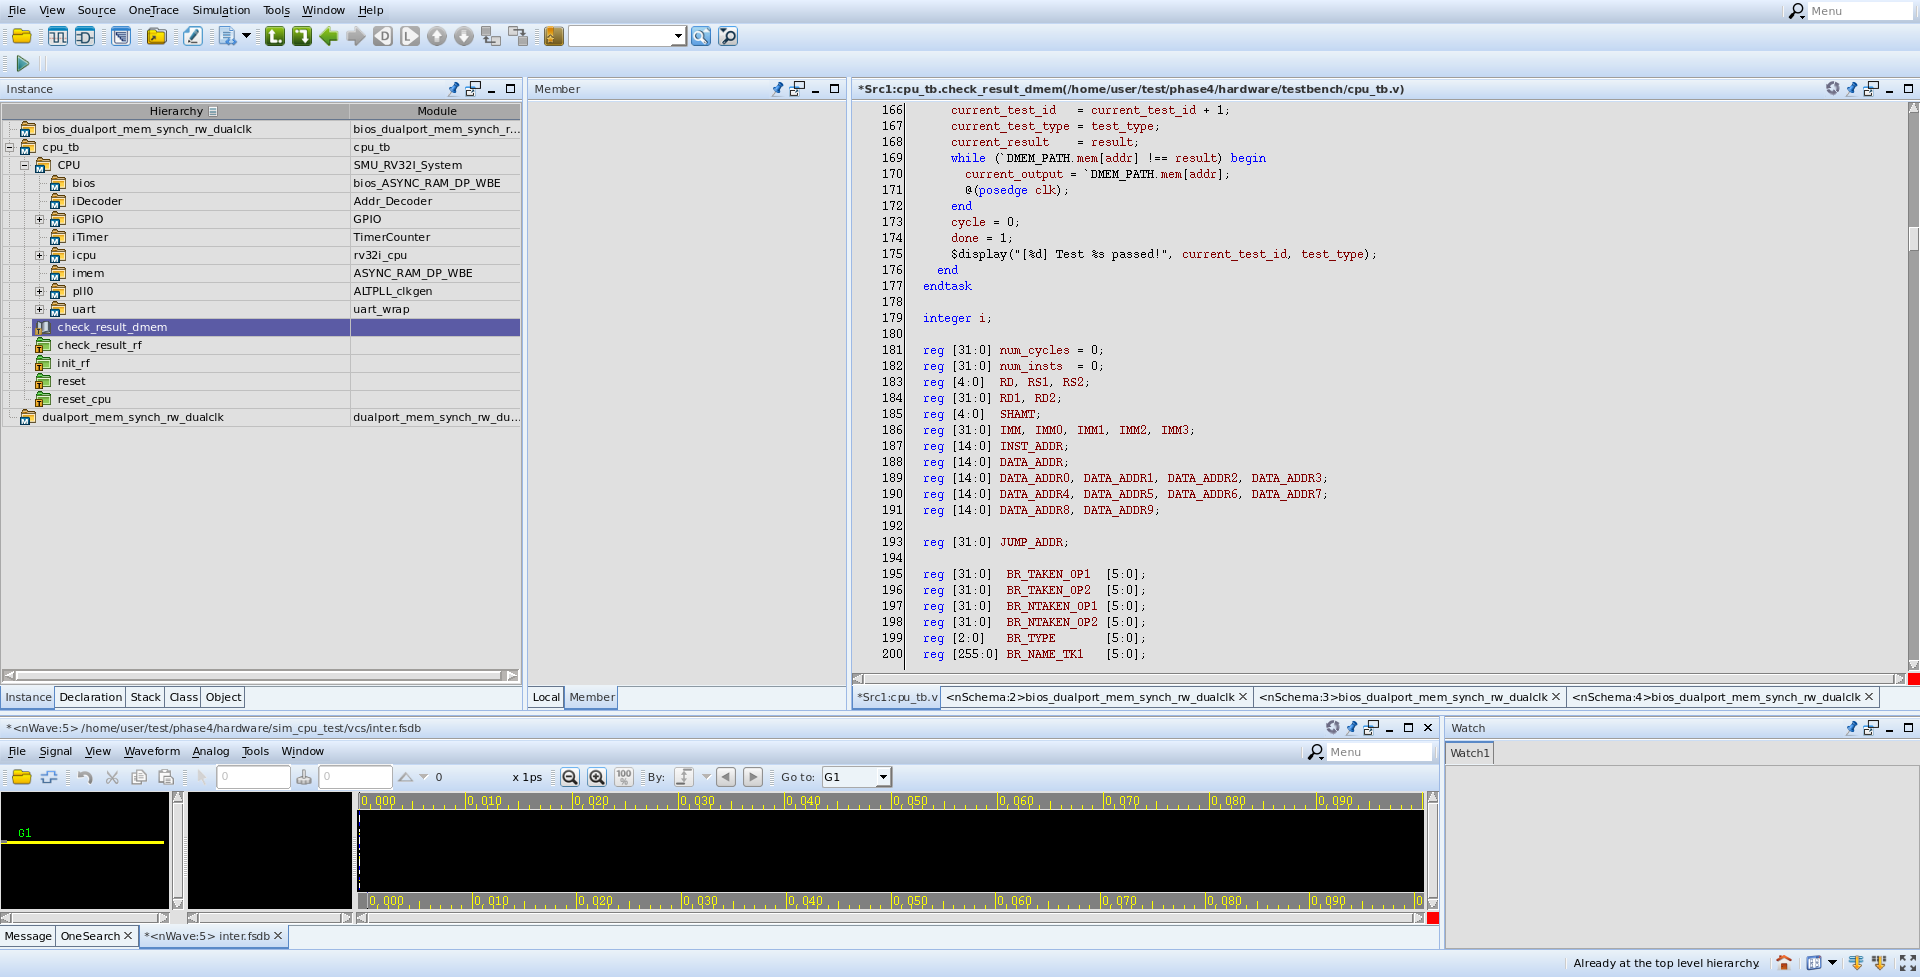 File View Source OneTrace Simulation Tools Window Help
Menu
Instance
Hierarchy Module
bios_dualport_mem_synch_rw_dualclk bios_dualport_mem_synch_r...
cpu_tb cpu_tb
CPU SMU_RV32I_System
bios bios_ASYNC_RAM_DP_WBE
iDecoder Addr_Decoder
iGPIO GPIO
iTimer TimerCounter
icpu rv32i_cpu
imem ASYNC_RAM_DP_WBE
pll0 ALTPLL_clkgen
uart uart_wrap
check_result_dmem
check_result_rf
init_rf
reset
reset_cpu
dualport_mem_synch_rw_dualclk dualport_mem_synch_rw_du...
Instance Declaration Stack Class Object
Member
Local Member
*Src1:cpu_tb.check_result_dmem(/home/user/test/phase4/hardware/testbench/cpu_tb.v)
166 current_test_id   = current_test_id + 1;
167 current_test_type = test_type;
168 current_result    = result;
169 while (`DMEM_PATH.mem[addr] !== result) begin
170 current_output = `DMEM_PATH.mem[addr];
171 @(posedge clk);
172 end
173 cycle = 0;
174 done = 1;
175 $display("[%d] Test %s passed!", current_test_id, test_type);
176 end
177 endtask
178
179 integer i;
180
181 reg [31:0] num_cycles = 0;
182 reg [31:0] num_insts  = 0;
183 reg [4:0]  RD, RS1, RS2;
184 reg [31:0] RD1, RD2;
185 reg [4:0]  SHAMT;
186 reg [31:0] IMM, IMM0, IMM1, IMM2, IMM3;
187 reg [14:0] INST_ADDR;
188 reg [14:0] DATA_ADDR;
189 reg [14:0] DATA_ADDR0, DATA_ADDR1, DATA_ADDR2, DATA_ADDR3;
190 reg [14:0] DATA_ADDR4, DATA_ADDR5, DATA_ADDR6, DATA_ADDR7;
191 reg [14:0] DATA_ADDR8, DATA_ADDR9;
192
193 reg [31:0] JUMP_ADDR;
194
195 reg [31:0]  BR_TAKEN_OP1  [5:0];
196 reg [31:0]  BR_TAKEN_OP2  [5:0];
197 reg [31:0]  BR_NTAKEN_OP1 [5:0];
198 reg [31:0]  BR_NTAKEN_OP2 [5:0];
199 reg [2:0]   BR_TYPE       [5:0];
200 reg [255:0] BR_NAME_TK1   [5:0];
*Src1:cpu_tb.v <nSchema:2>bios_dualport_mem_synch_rw_dualclk <nSchema:3>bios_dualport_mem_synch_rw_dualclk <nSchema:4>bios_dualport_mem_synch_rw_dualclk
*<nWave:5> /home/user/test/phase4/hardware/sim_cpu_test/vcs/inter.fsdb
File Signal View Waveform Analog Tools Window
Menu
0 0 0 x 1ps 100 % By: Go to: G1
G1
0,000 0,010 0,020 0,030 0,040 0,050 0,060 0,070 0,080 0,090
0,000 0,010 0,020 0,030 0,040 0,050 0,060 0,070 0,080 0,090 0
Message OneSearch *<nWave:5> inter.fsdb
Watch
Watch1
Already at the top level hierarchy.